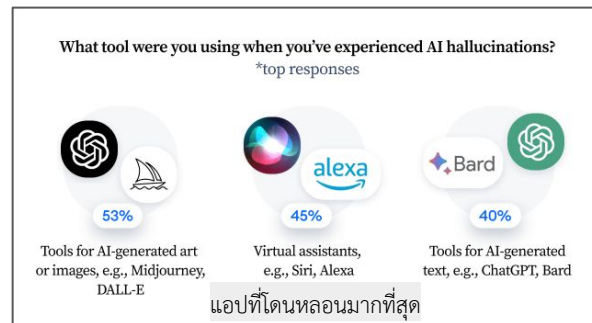 What tool were you using when you've experienced AI hallucinations?
*top responses
alexa
Bard
53%
45%
40%
Tools for AI-generated art
or images, e.g., Midjourney,
DALL-E
Virtual assistants,
e.g., Siri, Alexa
Tools for AI-generated
text, e.g., ChatGPT, Bard
แอปที่โดนหลอนมากที่สุด